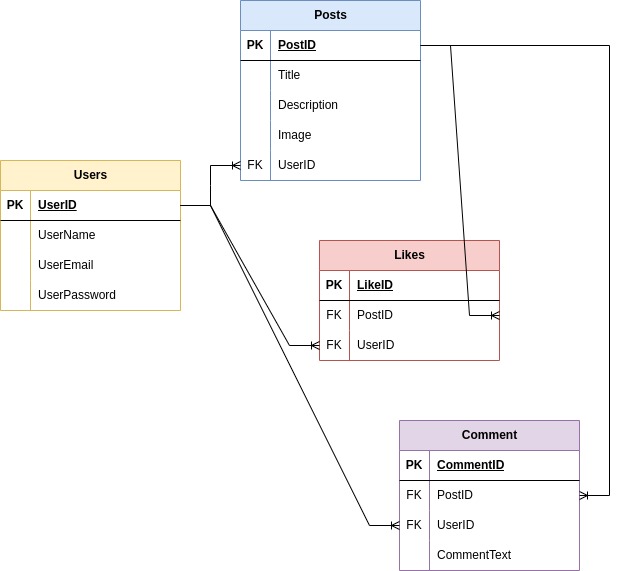 Posts
PK PostID
Title
Description
Image
FK UserID
Users
PK UserID
UserName
UserEmail
UserPassword
Likes
PK LikeID
FK PostID
FK UserID
Comment
PK CommentID
FK PostID
FK UserID
CommentText